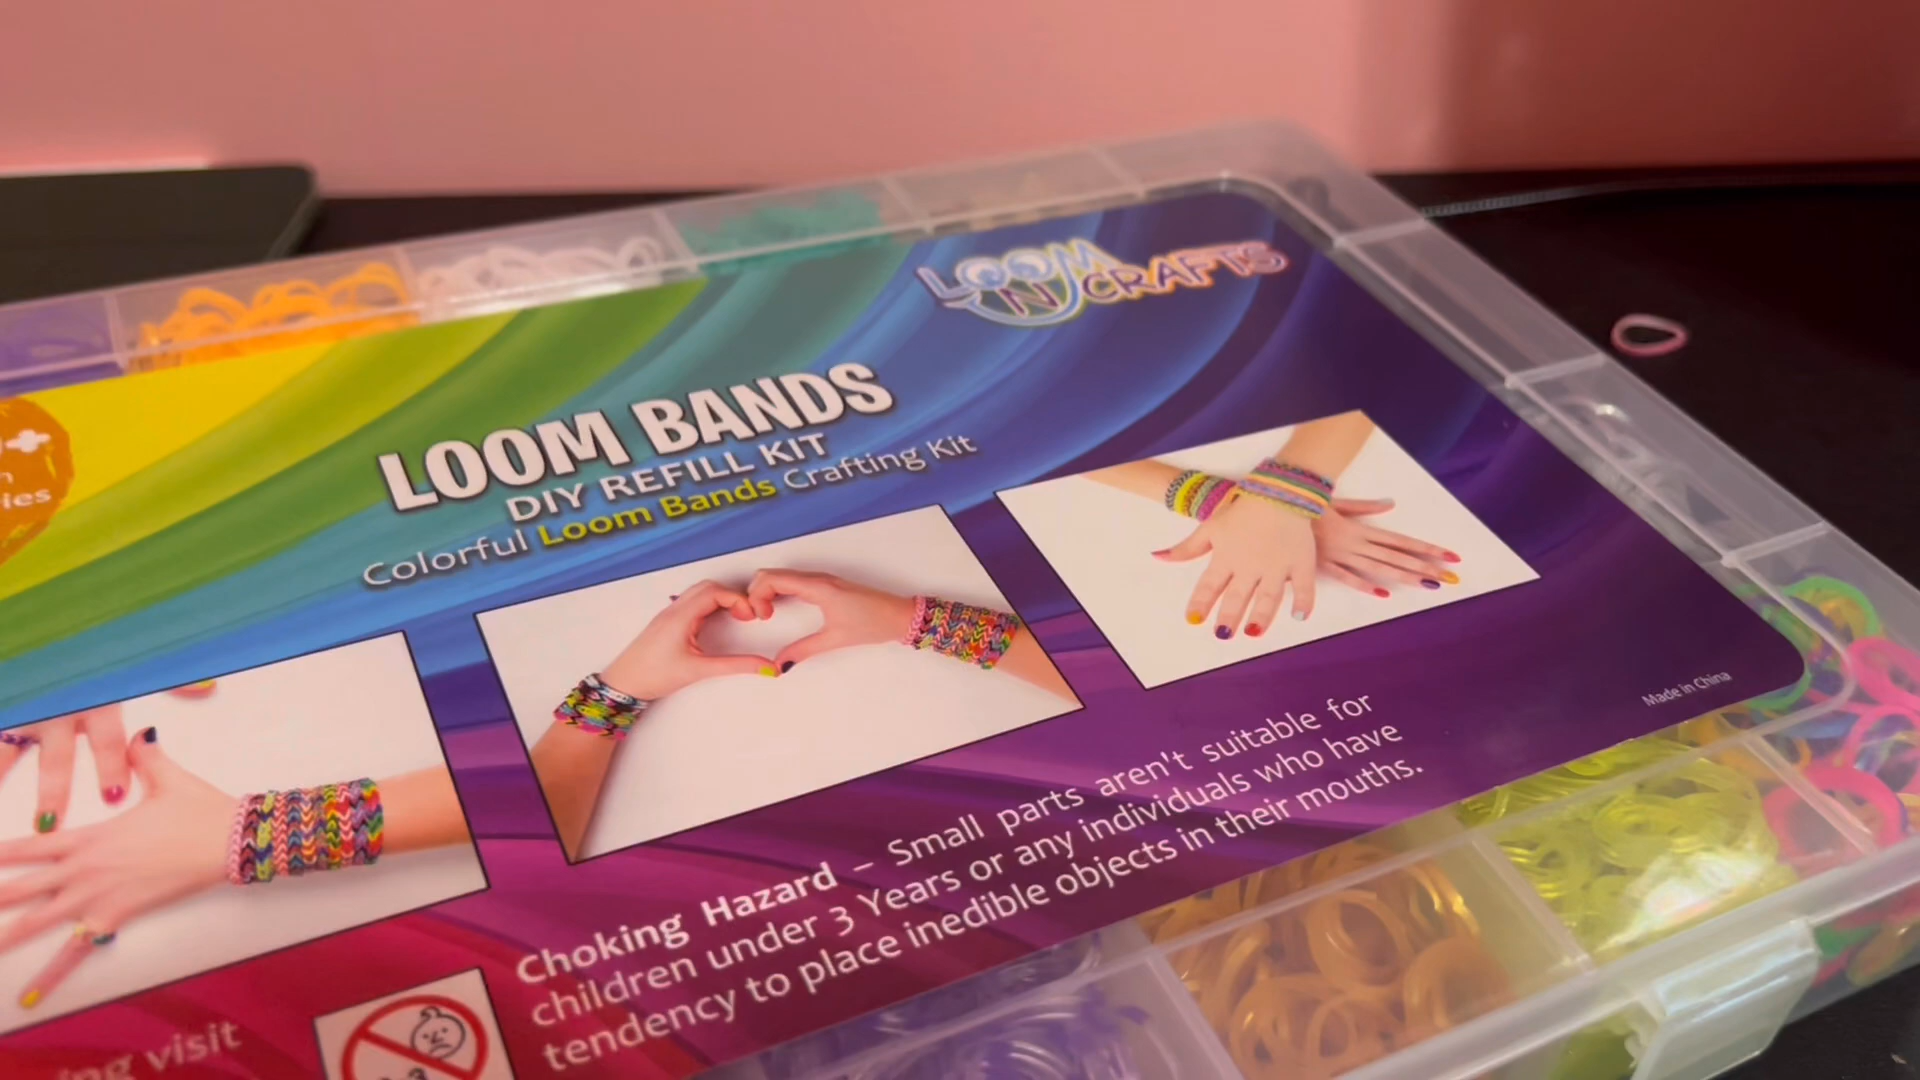 LOOM
N CRAFTS
LOOM BANDS
DIY REFILL KIT
Colorful Loom Bands Crafting Kit
Made in China
Choking Hazard – Small parts aren't suitable for
children under 3 Years or any individuals who have
tendency to place inedible objects in their mouths.
visit